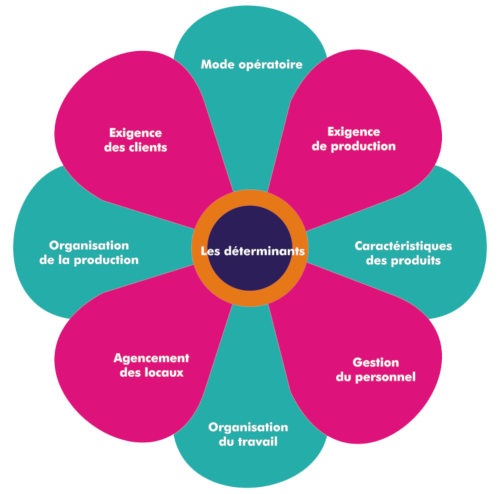 Mode opératoire
Exigence
des clients
Exigence
de production
Organisation
de la production
Les déterminants
Caractéristiques
des produits
Agencement
des locaux
Gestion
du personnel
Organisation
du travail